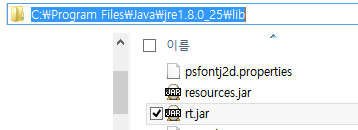 C:₩Program Files₩Java₩jre1.8.0_25₩lib
이름
psfontj2d.properties
resources.jar
rt.jar